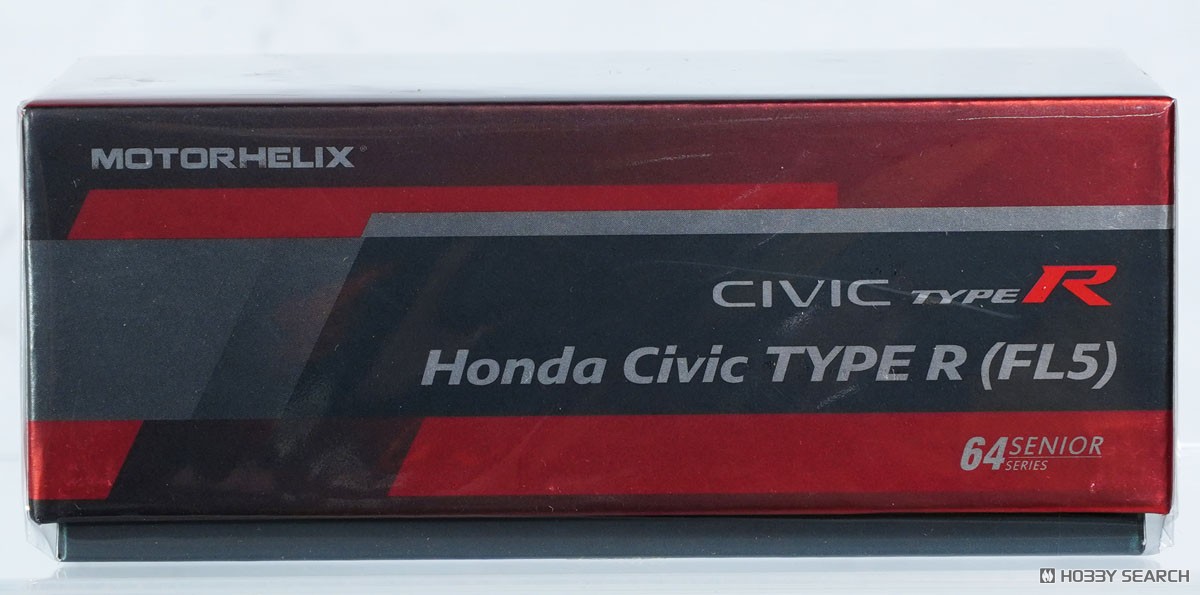 MOTORHELIX
CIVIC TYPE R
Honda Civic TYPE R (FL5)
64 SENIOR
SERIES
HOBBY SEARCH